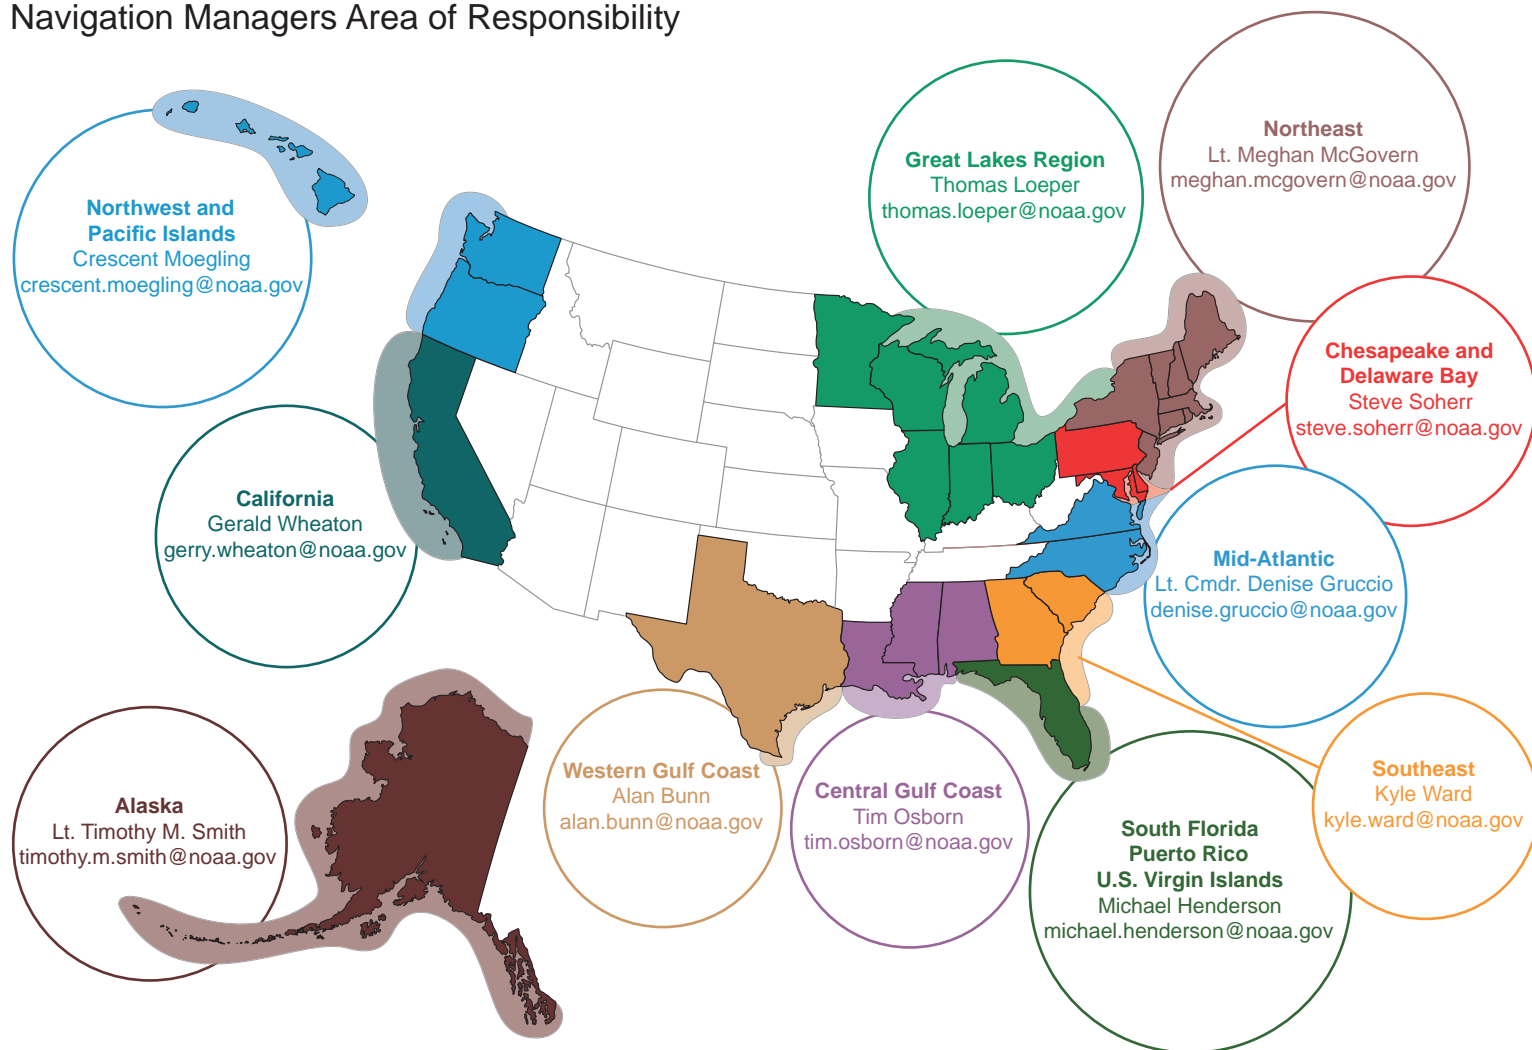 Navigation Managers Area of Responsibility
Northwest and
Pacific Islands
Crescent Moegling
crescent.moegling@noaa.gov
Great Lakes Region
Thomas Loeper
thomas.loeper@noaa.gov
Northeast
Lt. Meghan McGovern
meghan.mcgovern@noaa.gov
Chesapeake and
Delaware Bay
Steve Soherr
steve.soherr@noaa.gov
California
Gerald Wheaton
gerry.wheaton@noaa.gov
Mid-Atlantic
Lt. Cmdr. Denise Gruccio
denise.gruccio@noaa.gov
Alaska
Lt. Timothy M. Smith
timothy.m.smith@noaa.gov
Western Gulf Coast
Alan Bunn
alan.bunn@noaa.gov
Central Gulf Coast
Tim Osborn
tim.osborn@noaa.gov
South Florida
Puerto Rico
U.S. Virgin Islands
Michael Henderson
michael.henderson@noaa.gov
Southeast
Kyle Ward
kyle.ward@noaa.gov